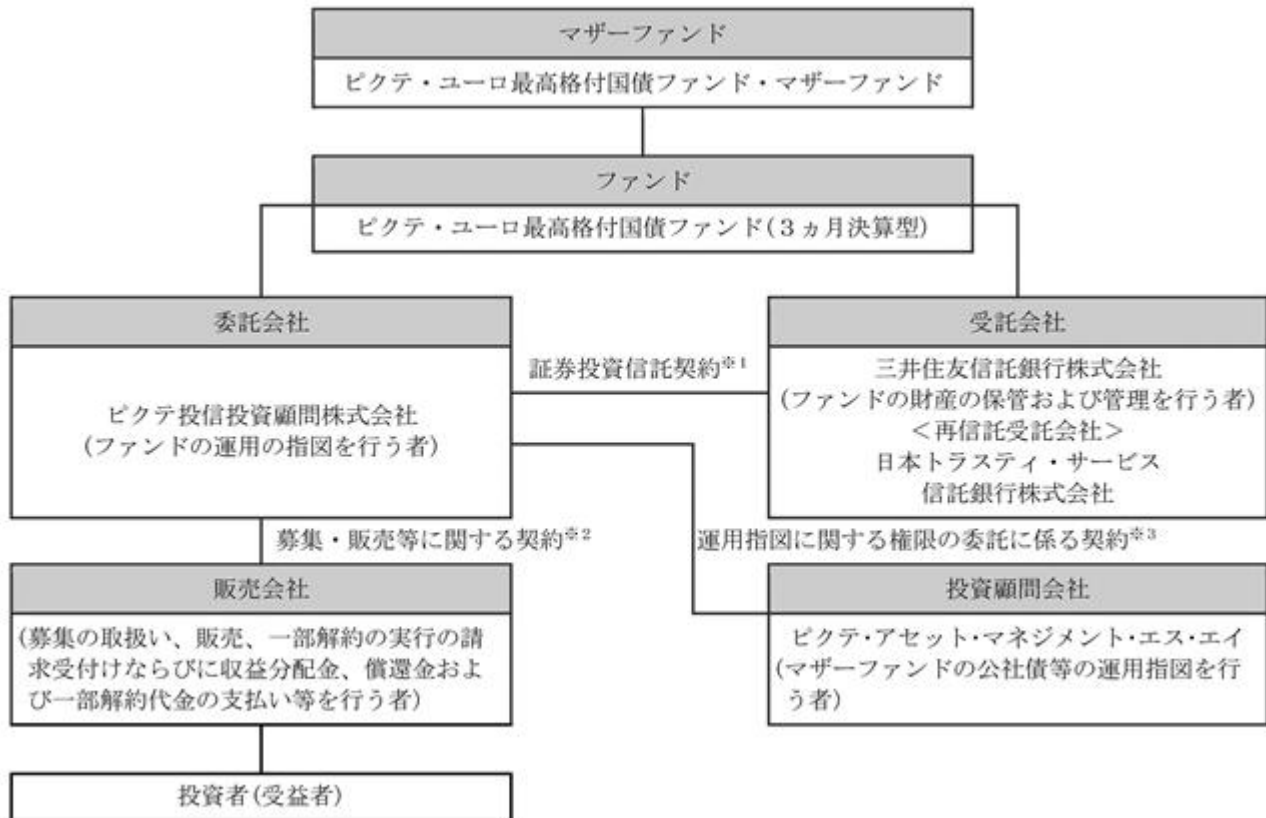 マザーファンド
ピクテ・ユーロ最高格付国債ファンド・マザーファンド
ファンド
ピクテ・ユーロ最高格付国債ファンド(３ヵ月決算型)
委託会社
ピクテ投信投資顧問株式会社
(ファンドの運用の指図を行う者)
証券投資信託契約※1
受託会社
三井住友信託銀行株式会社
(ファンドの財産の保管および管理を行う者)
＜再信託受託会社＞
日本トラスティ・サービス
信託銀行株式会社
募集・販売等に関する契約※2
運用指図に関する権限の委託に係る契約※3
販売会社
(募集の取扱い、販売、一部解約の実行の請
求受付けならびに収益分配金、償還金およ
び一部解約代金の支払い等を行う者)
投資顧問会社
ピクテ・アセット・マネジメント・エス・エイ
(マザーファンドの公社債等の運用指図を行
う者)
投資者(受益者)